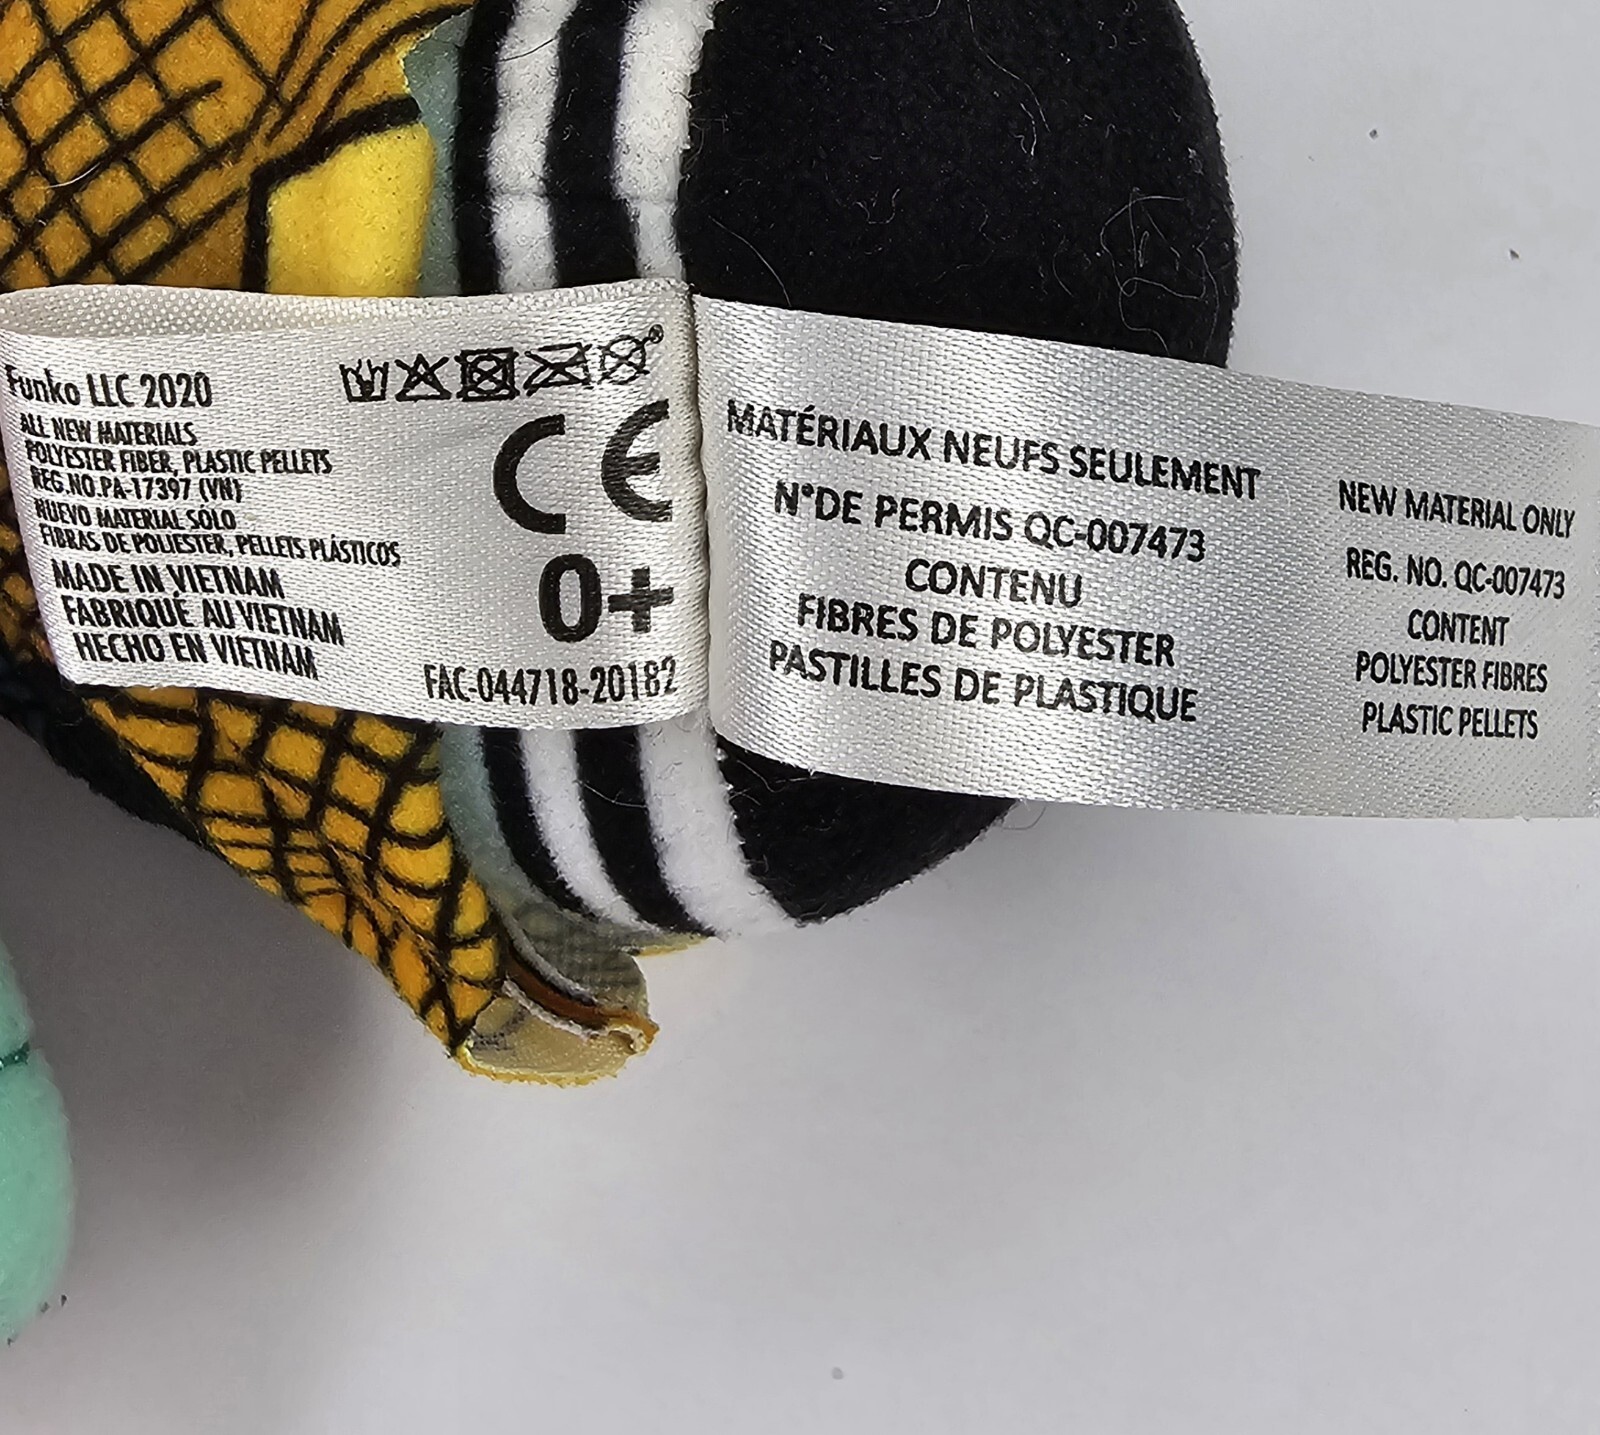 Funko LLC 2020
ALL NEW MATERIALS
POLYESTER FIBER, PLASTIC PELLETS
REG.NO.PA-17397 (VN)
NUEVO MATERIAL SÓLO
FIBRAS DE POLIESTER, PELLETS PLÁSTICOS
MADE IN VIETNAM
FABRIQUÉ AU VIETNAM
HECHO EN VIETNAM
CE
0+
FAC-044718-20182
MATÉRIAUX NEUFS SEULEMENT
N°DE PERMIS QC-007473
CONTENU
FIBRES DE POLYESTER
PASTILLES DE PLASTIQUE
NEW MATERIAL ONLY
REG. NO. QC-007473
CONTENT
POLYESTER FIBRES
PLASTIC PELLETS